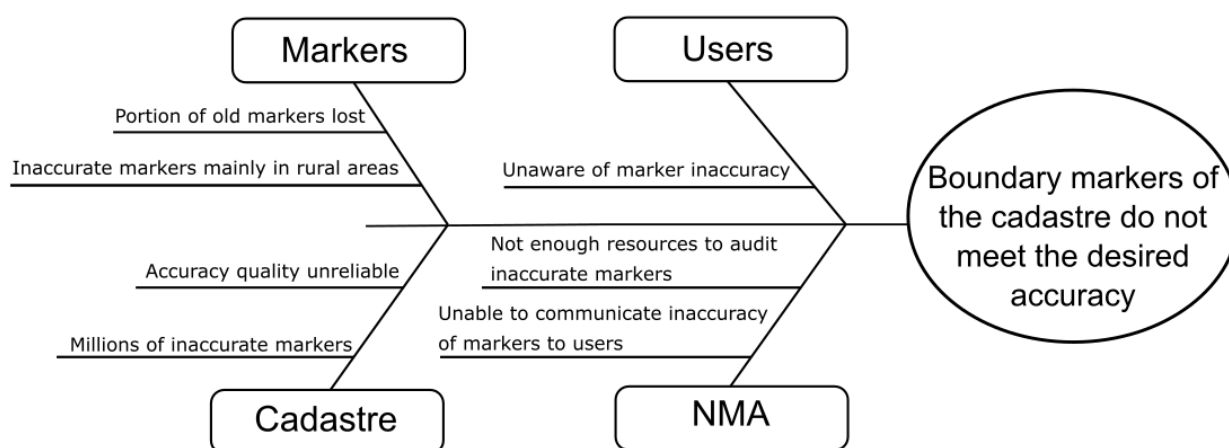 Markers
Users
Portion of old markers lost
Inaccurate markers mainly in rural areas
Unaware of marker inaccuracy
Boundary markers of
the cadastre do not
meet the desired
accuracy
Accuracy quality unreliable
Millions of inaccurate markers
Not enough resources to audit
inaccurate markers
Unable to communicate inaccuracy
of markers to users
Cadastre
NMA